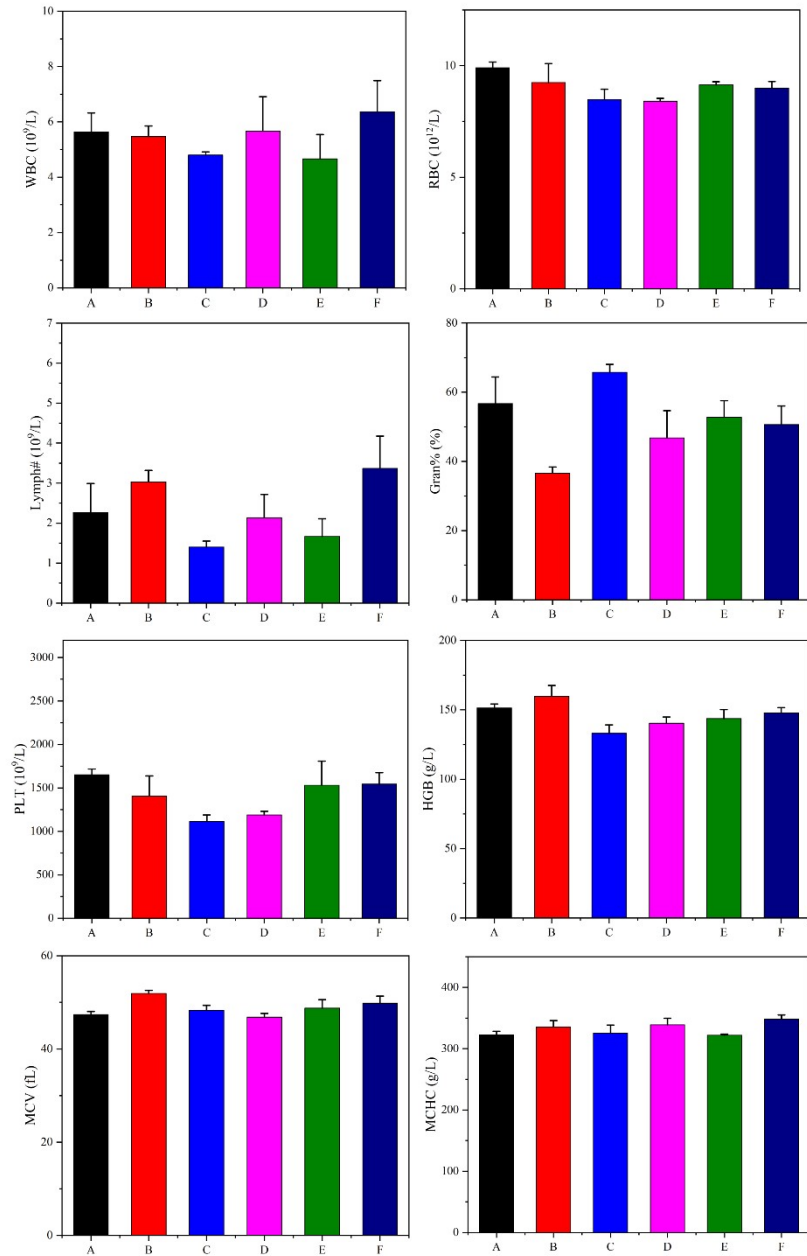 10
8
6
4
2
0
WBC (10⁹/L)
A B C D E F
10
5
0
RBC (10¹²/L)
A B C D E F
7
6
5
4
3
2
1
0
Lymph# (10⁹/L)
A B C D E F
80
60
40
20
0
Gran% (%)
A B C D E F
3000
2500
2000
1500
1000
500
0
PLT (10⁹/L)
A B C D E F
200
150
100
50
0
HGB (g/L)
A B C D E F
60
40
20
0
MCV (fL)
A B C D E F
400
300
200
100
0
MCHC (g/L)
A B C D E F